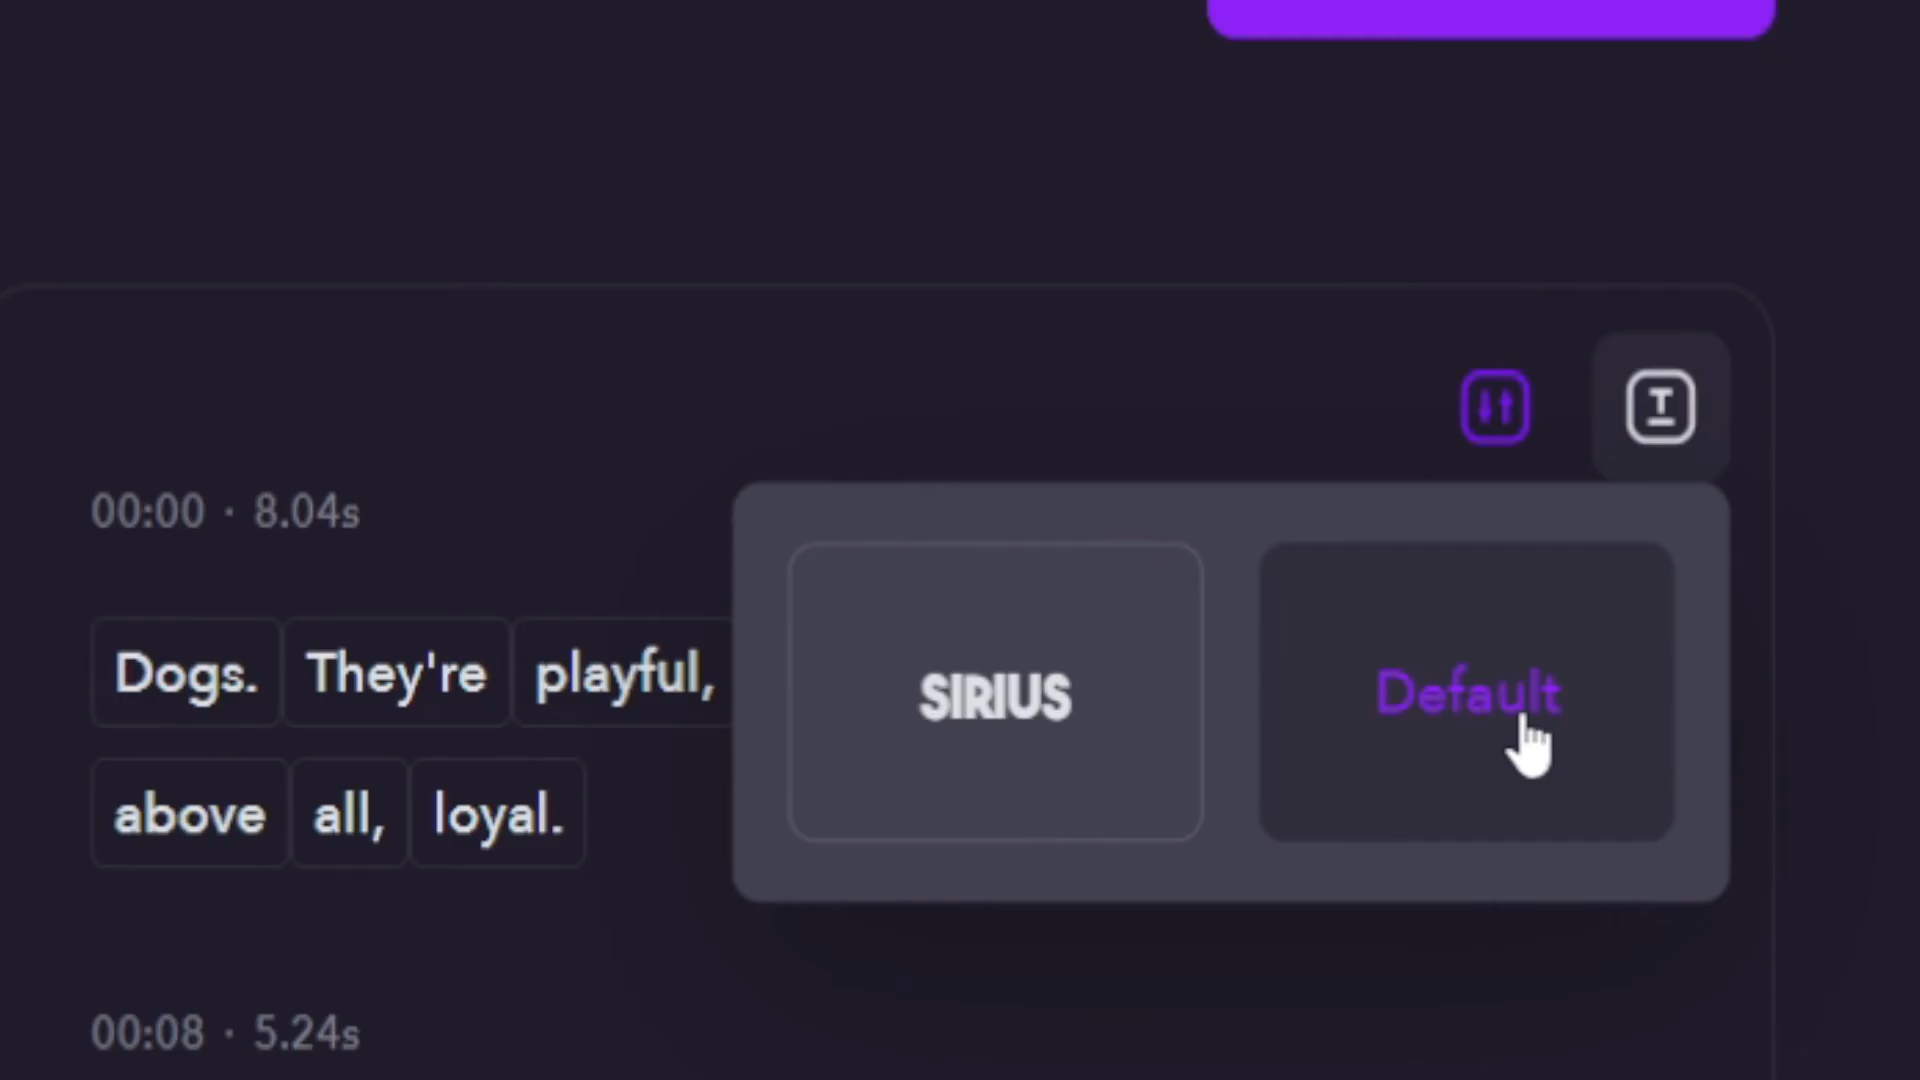 00:00 · 8.04s
Dogs. They're playful,
above all, loyal.
SIRIUS
Default
00:08 · 5.24s